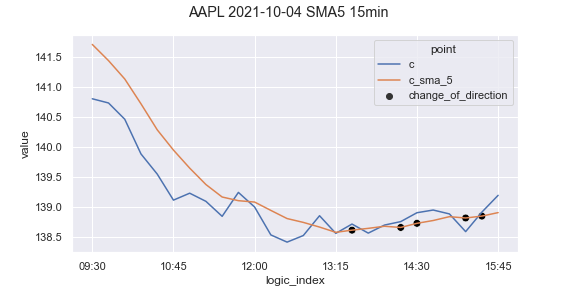 AAPL 2021-10-04 SMA5 15min
point
c
c_sma_5
change_of_direction
value
141.5
141.0
140.5
140.0
139.5
139.0
138.5
09:30 10:45 12:00 13:15 14:30 15:45
logic_index